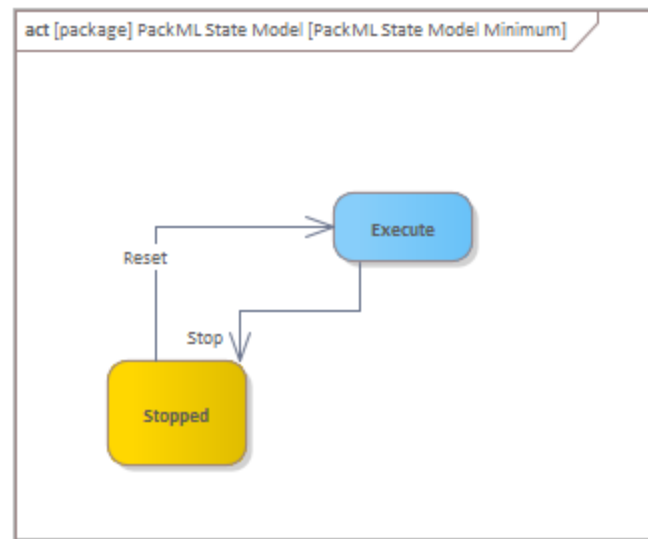 act [package] PackML State Model [PackML State Model Minimum]
Execute
Reset
Stop
Stopped